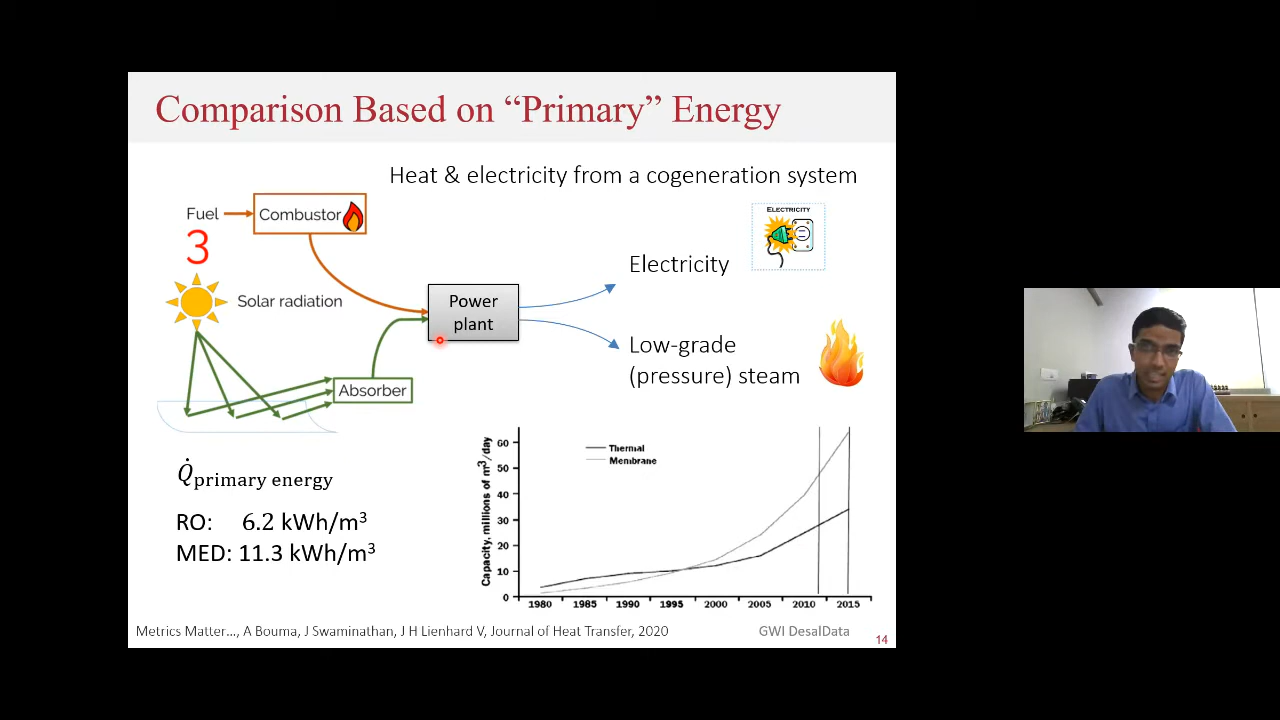 Comparison Based on “Primary” Energy
Heat & electricity from a cogeneration system
Fuel
Combustor
3
Solar radiation
Absorber
Power
plant
ELECTRICITY
Electricity
Low-grade
(pressure) steam
Q̇ primary energy
RO: 6.2 kWh/m³
MED: 11.3 kWh/m³
Capacity, millions of m³/day
Thermal
Membrane
60
50
40
30
20
10
0
1980 1985 1990 1995 2000 2005 2010 2015
Metrics Matter..., A Bouma, J Swaminathan, J H Lienhard V, Journal of Heat Transfer, 2020
GWI DesalData
14